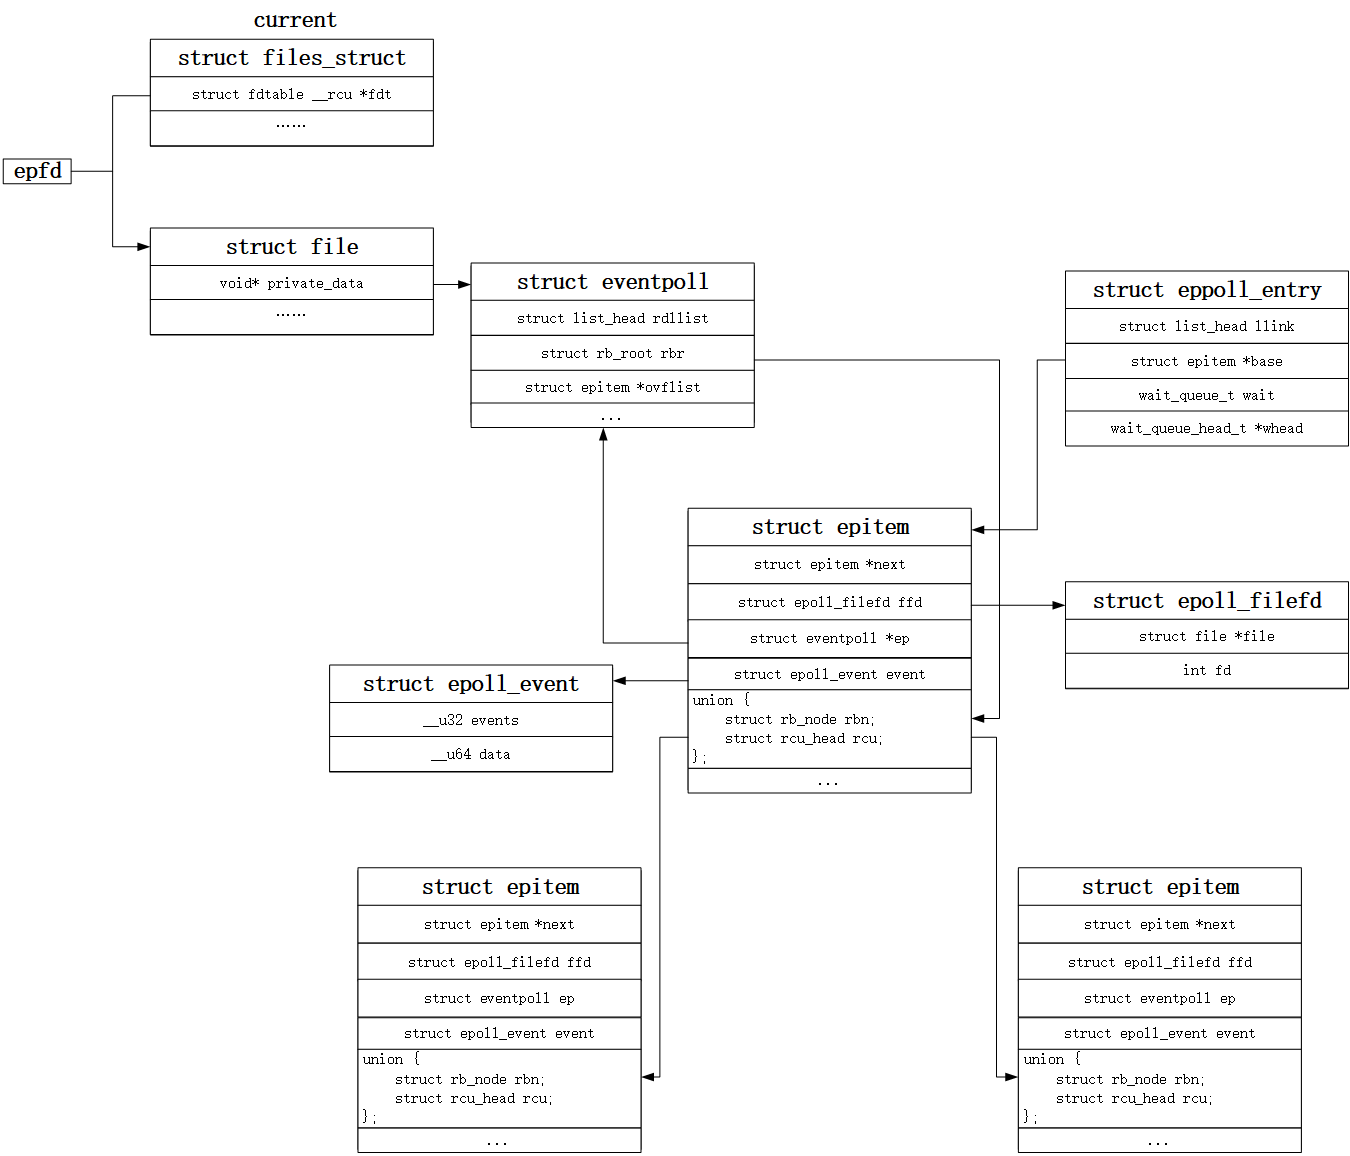 current
struct files_struct
struct fdtable __rcu *fdt
......
epfd
struct file
void* private_data
......
struct eventpoll
struct list_head rdllist
struct rb_root rbr
struct epitem *ovflist
...
struct eppoll_entry
struct list_head llink
struct epitem *base
wait_queue_t wait
wait_queue_head_t *whead
struct epitem
struct epitem *next
struct epoll_filefd ffd
struct eventpoll *ep
struct epoll_event event
union {
struct rb_node rbn;
struct rcu_head rcu;
};
...
struct epoll_filefd
struct file *file
int fd
struct epoll_event
__u32 events
__u64 data
struct epitem
struct epitem *next
struct epoll_filefd ffd
struct eventpoll ep
struct epoll_event event
union {
struct rb_node rbn;
struct rcu_head rcu;
};
...
struct epitem
struct epitem *next
struct epoll_filefd ffd
struct eventpoll ep
struct epoll_event event
union {
struct rb_node rbn;
struct rcu_head rcu;
};
...